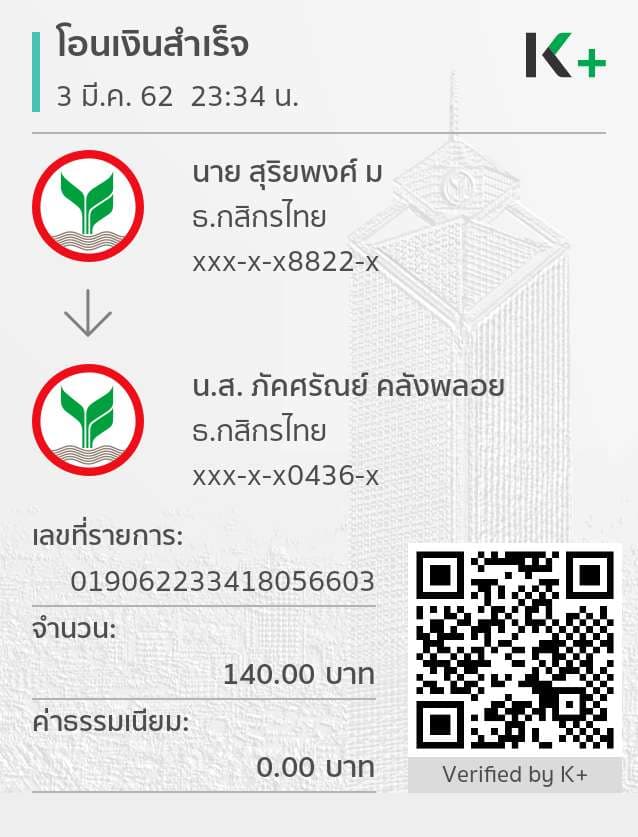 โอนเงินสำเร็จ
3 มี.ค. 62  23:34 น.
K+
นาย สุริยพงศ์ ม
ธ.กสิกรไทย
xxx-x-x8822-x
น.ส. ภัคศรัณย์ คลังพลอย
ธ.กสิกรไทย
xxx-x-x0436-x
เลขที่รายการ:
019062233418056603
จำนวน:
140.00 บาท
ค่าธรรมเนียม:
0.00 บาท
Verified by K+